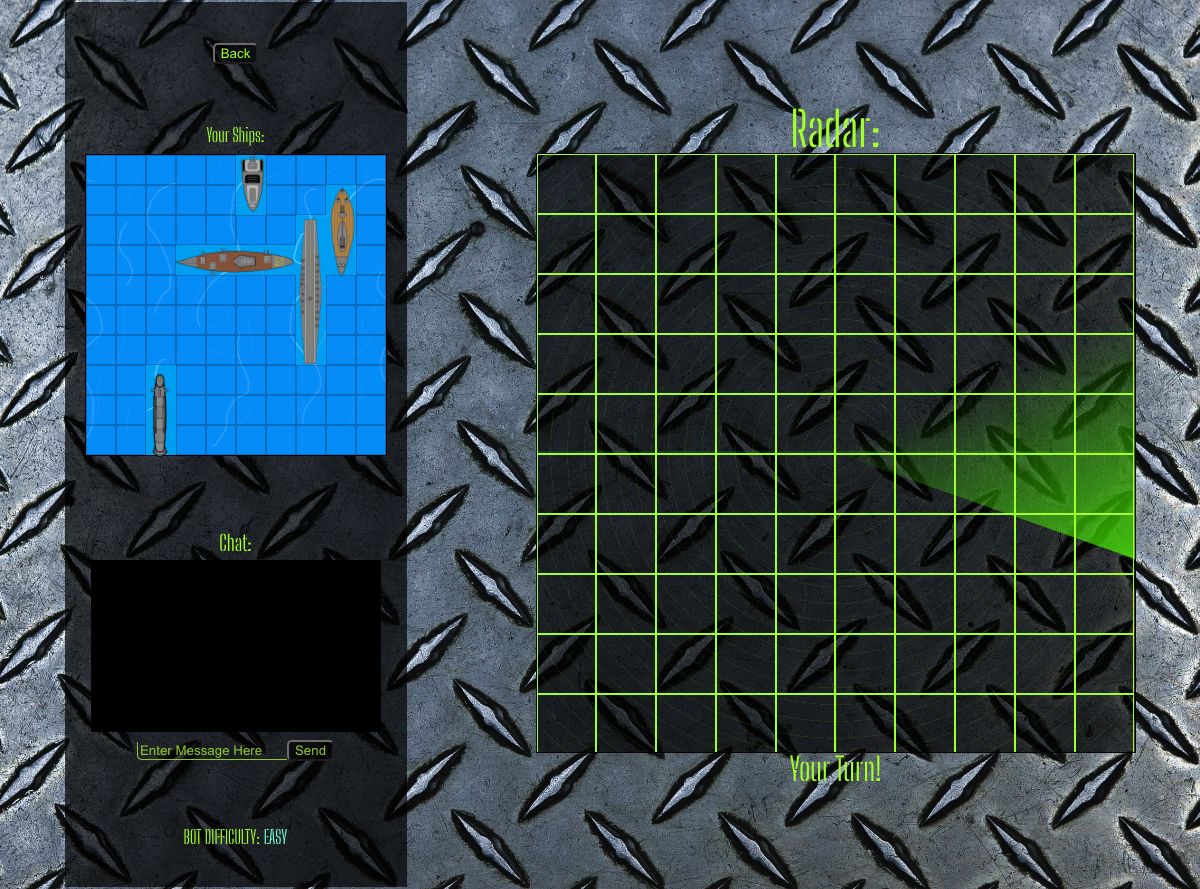 Back
Your Ships:
Radar:
Chat:
Enter Message Here
Send
Your Turn!
BOT DIFFICULTY: EASY